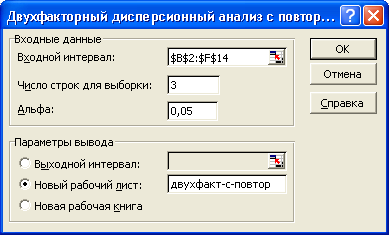 Двухфакторный дисперсионный анализ с повтор...
Входные данные
Входной интервал: $B$2:$F$14
Число строк для выборки: 3
Альфа: 0,05
Параметры вывода
Выходной интервал:
Новый рабочий лист: двухфакт-с-повтор
Новая рабочая книга
OK
Отмена
Справка